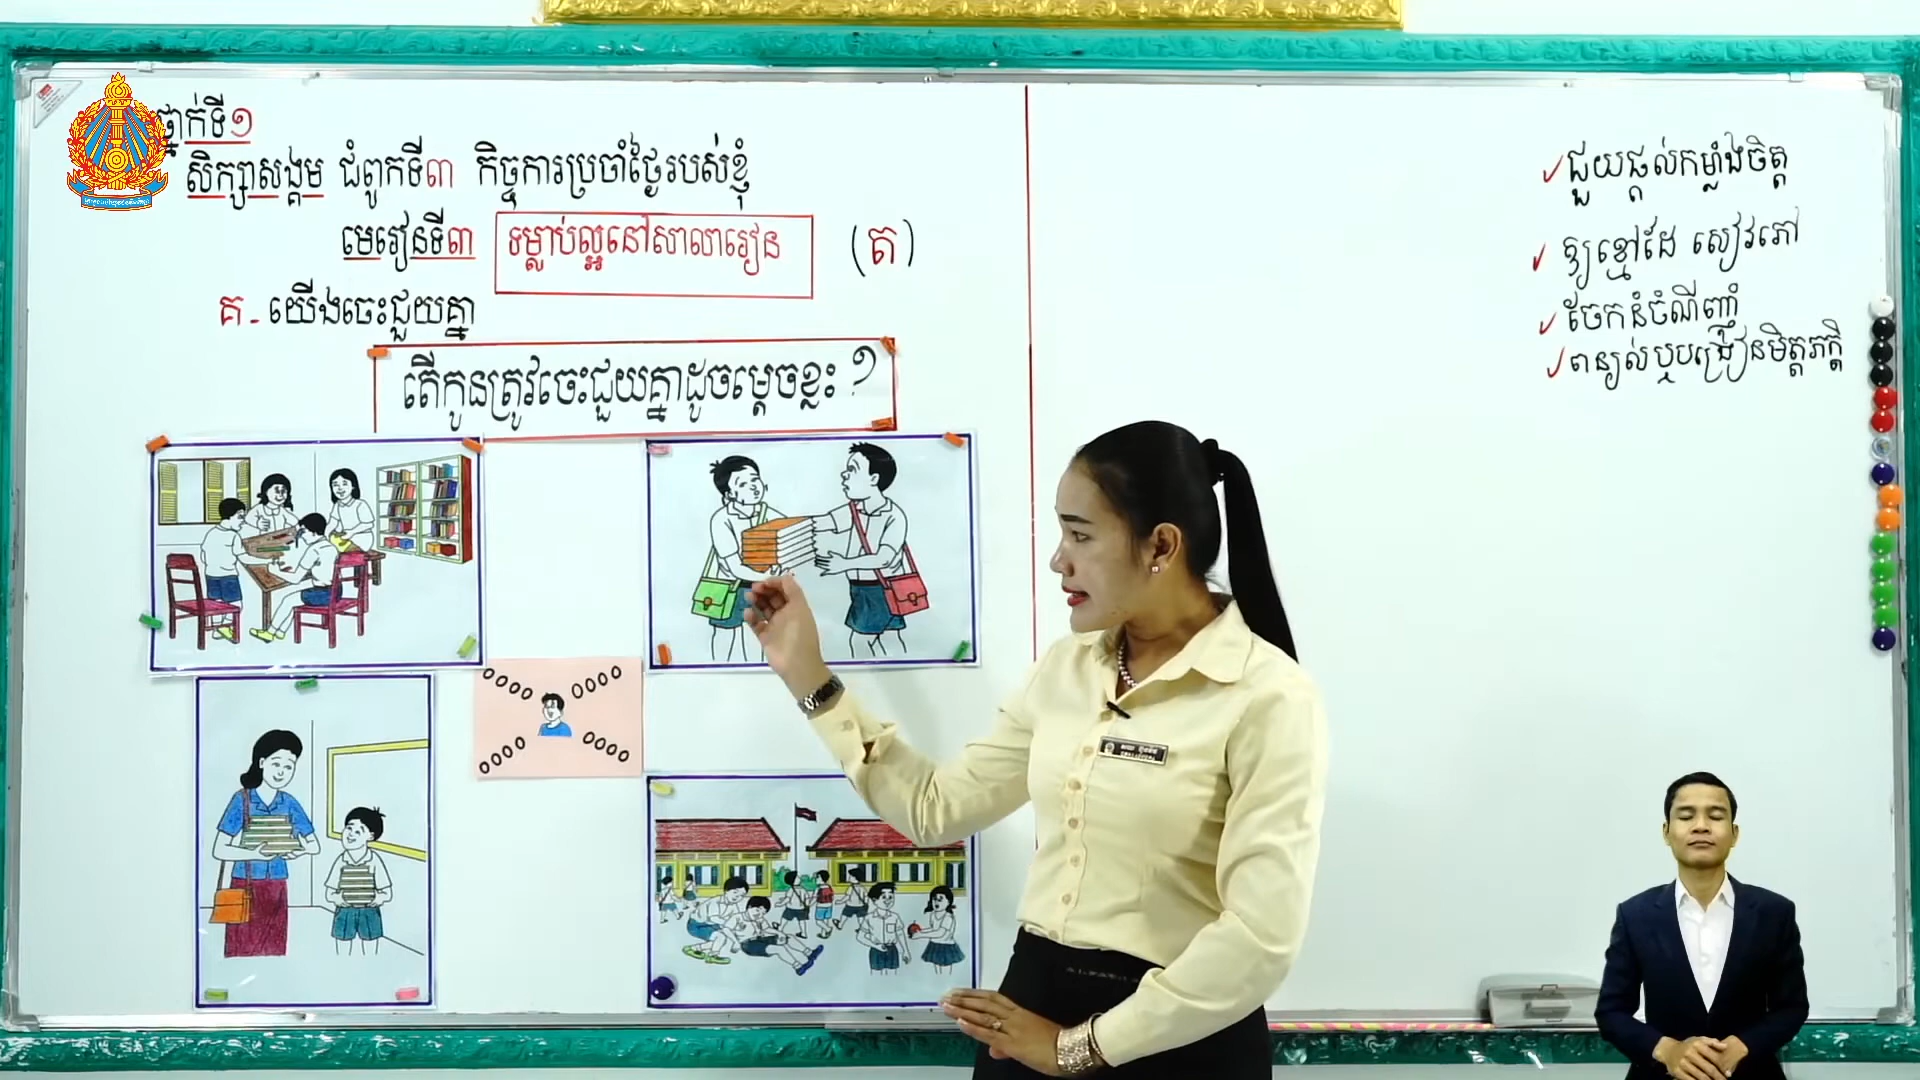 ថ្នាក់ទី១
សិក្សាសង្គម ជំពូកទី៣ កិច្ចការប្រចាំថ្ងៃរបស់ខ្ញុំ
មេរៀនទី៣ ទម្លាប់ល្អនៅសាលារៀន (ត)
គ- យើងចេះជួយគ្នា
តើកូនត្រូវចេះជួយគ្នាដូចម្តេចខ្លះ ?
ជួយផ្តល់កម្លាំងចិត្ត
ឱ្យខ្មៅដៃ សៀវភៅ
ចែកនំចំណីញ៉ាំ
ពន្យល់ឬបង្រៀនមិត្តភក្តិ